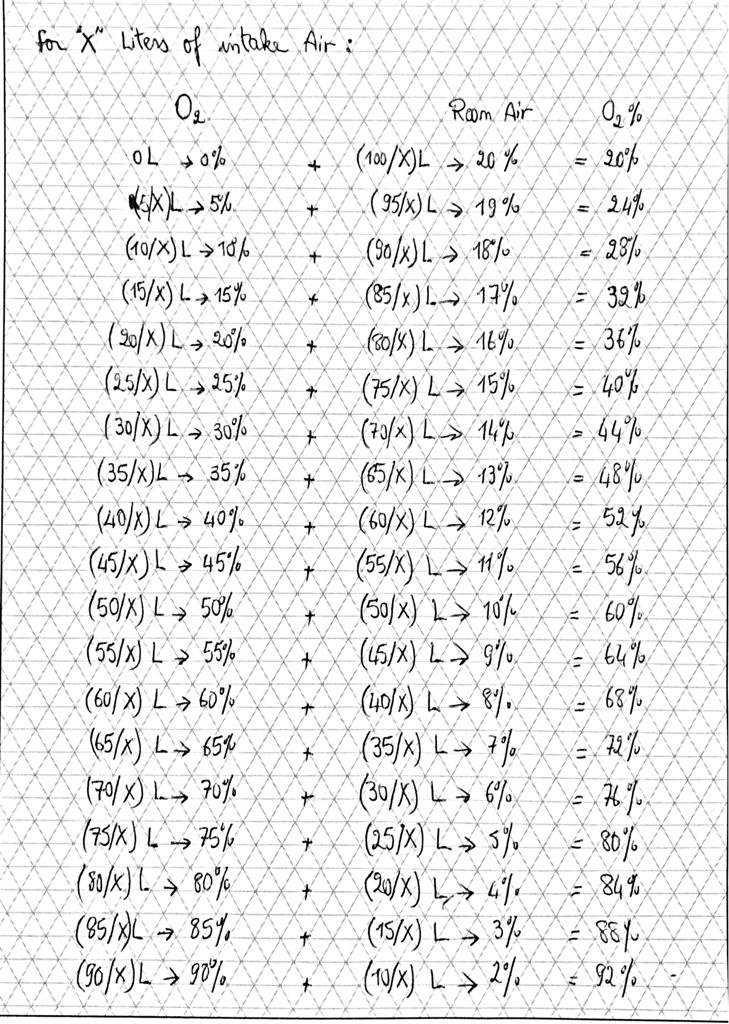 for "X" Liters of intake Air :
O₂ Room Air O₂ %
0 L → 0% + (100/X) L → 20 % = 20%
(5/X) L → 5% + (95/X) L → 19 % = 24%
(10/X) L → 10% + (90/X) L → 18% = 28%
(15/X) L → 15% + (85/X) L → 17% = 32%
(20/X) L → 20% + (80/X) L → 16% = 36%
(25/X) L → 25% + (75/X) L → 15% = 40%
(30/X) L → 30% + (70/X) L → 14% = 44%
(35/X) L → 35% + (65/X) L → 13% = 48%
(40/X) L → 40% + (60/X) L → 12% = 52%
(45/X) L → 45% + (55/X) L → 11% = 56%
(50/X) L → 50% + (50/X) L → 10% = 60%
(55/X) L → 55% + (45/X) L → 9% = 64%
(60/X) L → 60% + (40/X) L → 8% = 68%
(65/X) L → 65% + (35/X) L → 7% = 72%
(70/X) L → 70% + (30/X) L → 6% = 76%
(75/X) L → 75% + (25/X) L → 5% = 80%
(80/X) L → 80% + (20/X) L → 4% = 84%
(85/X) L → 85% + (15/X) L → 3% = 88%
(90/X) L → 90% + (10/X) L → 2% = 92%